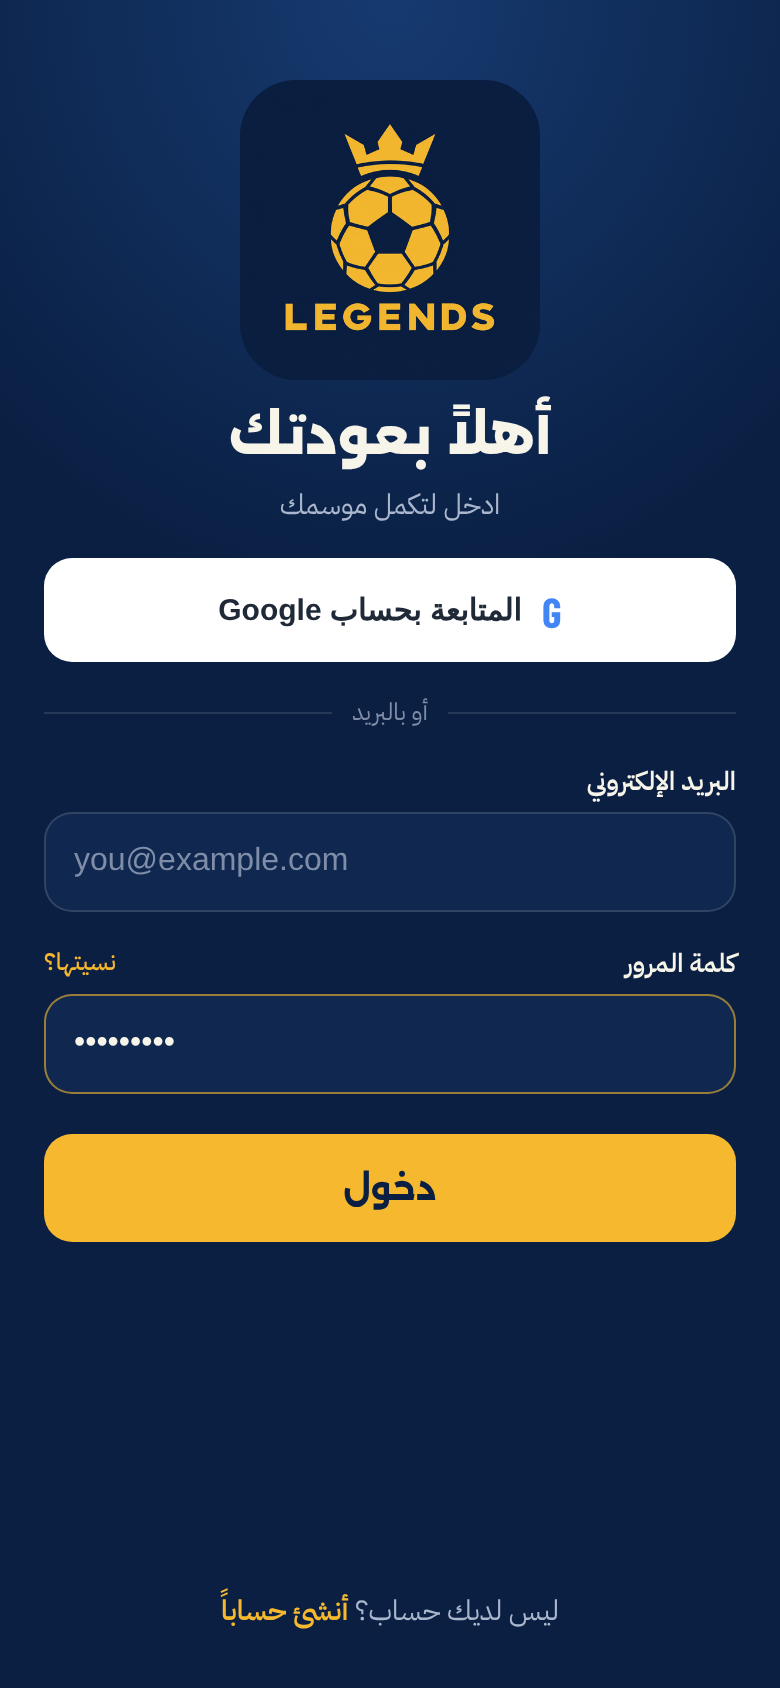 LEGENDS
أهلاً بعودتك
ادخل لتكمل موسمك
G المتابعة بحساب Google
أو بالبريد
البريد الإلكتروني
you@example.com
كلمة المرور
نسيتها؟
•••••••••
دخول
ليس لديك حساب؟ أنشئ حساباً